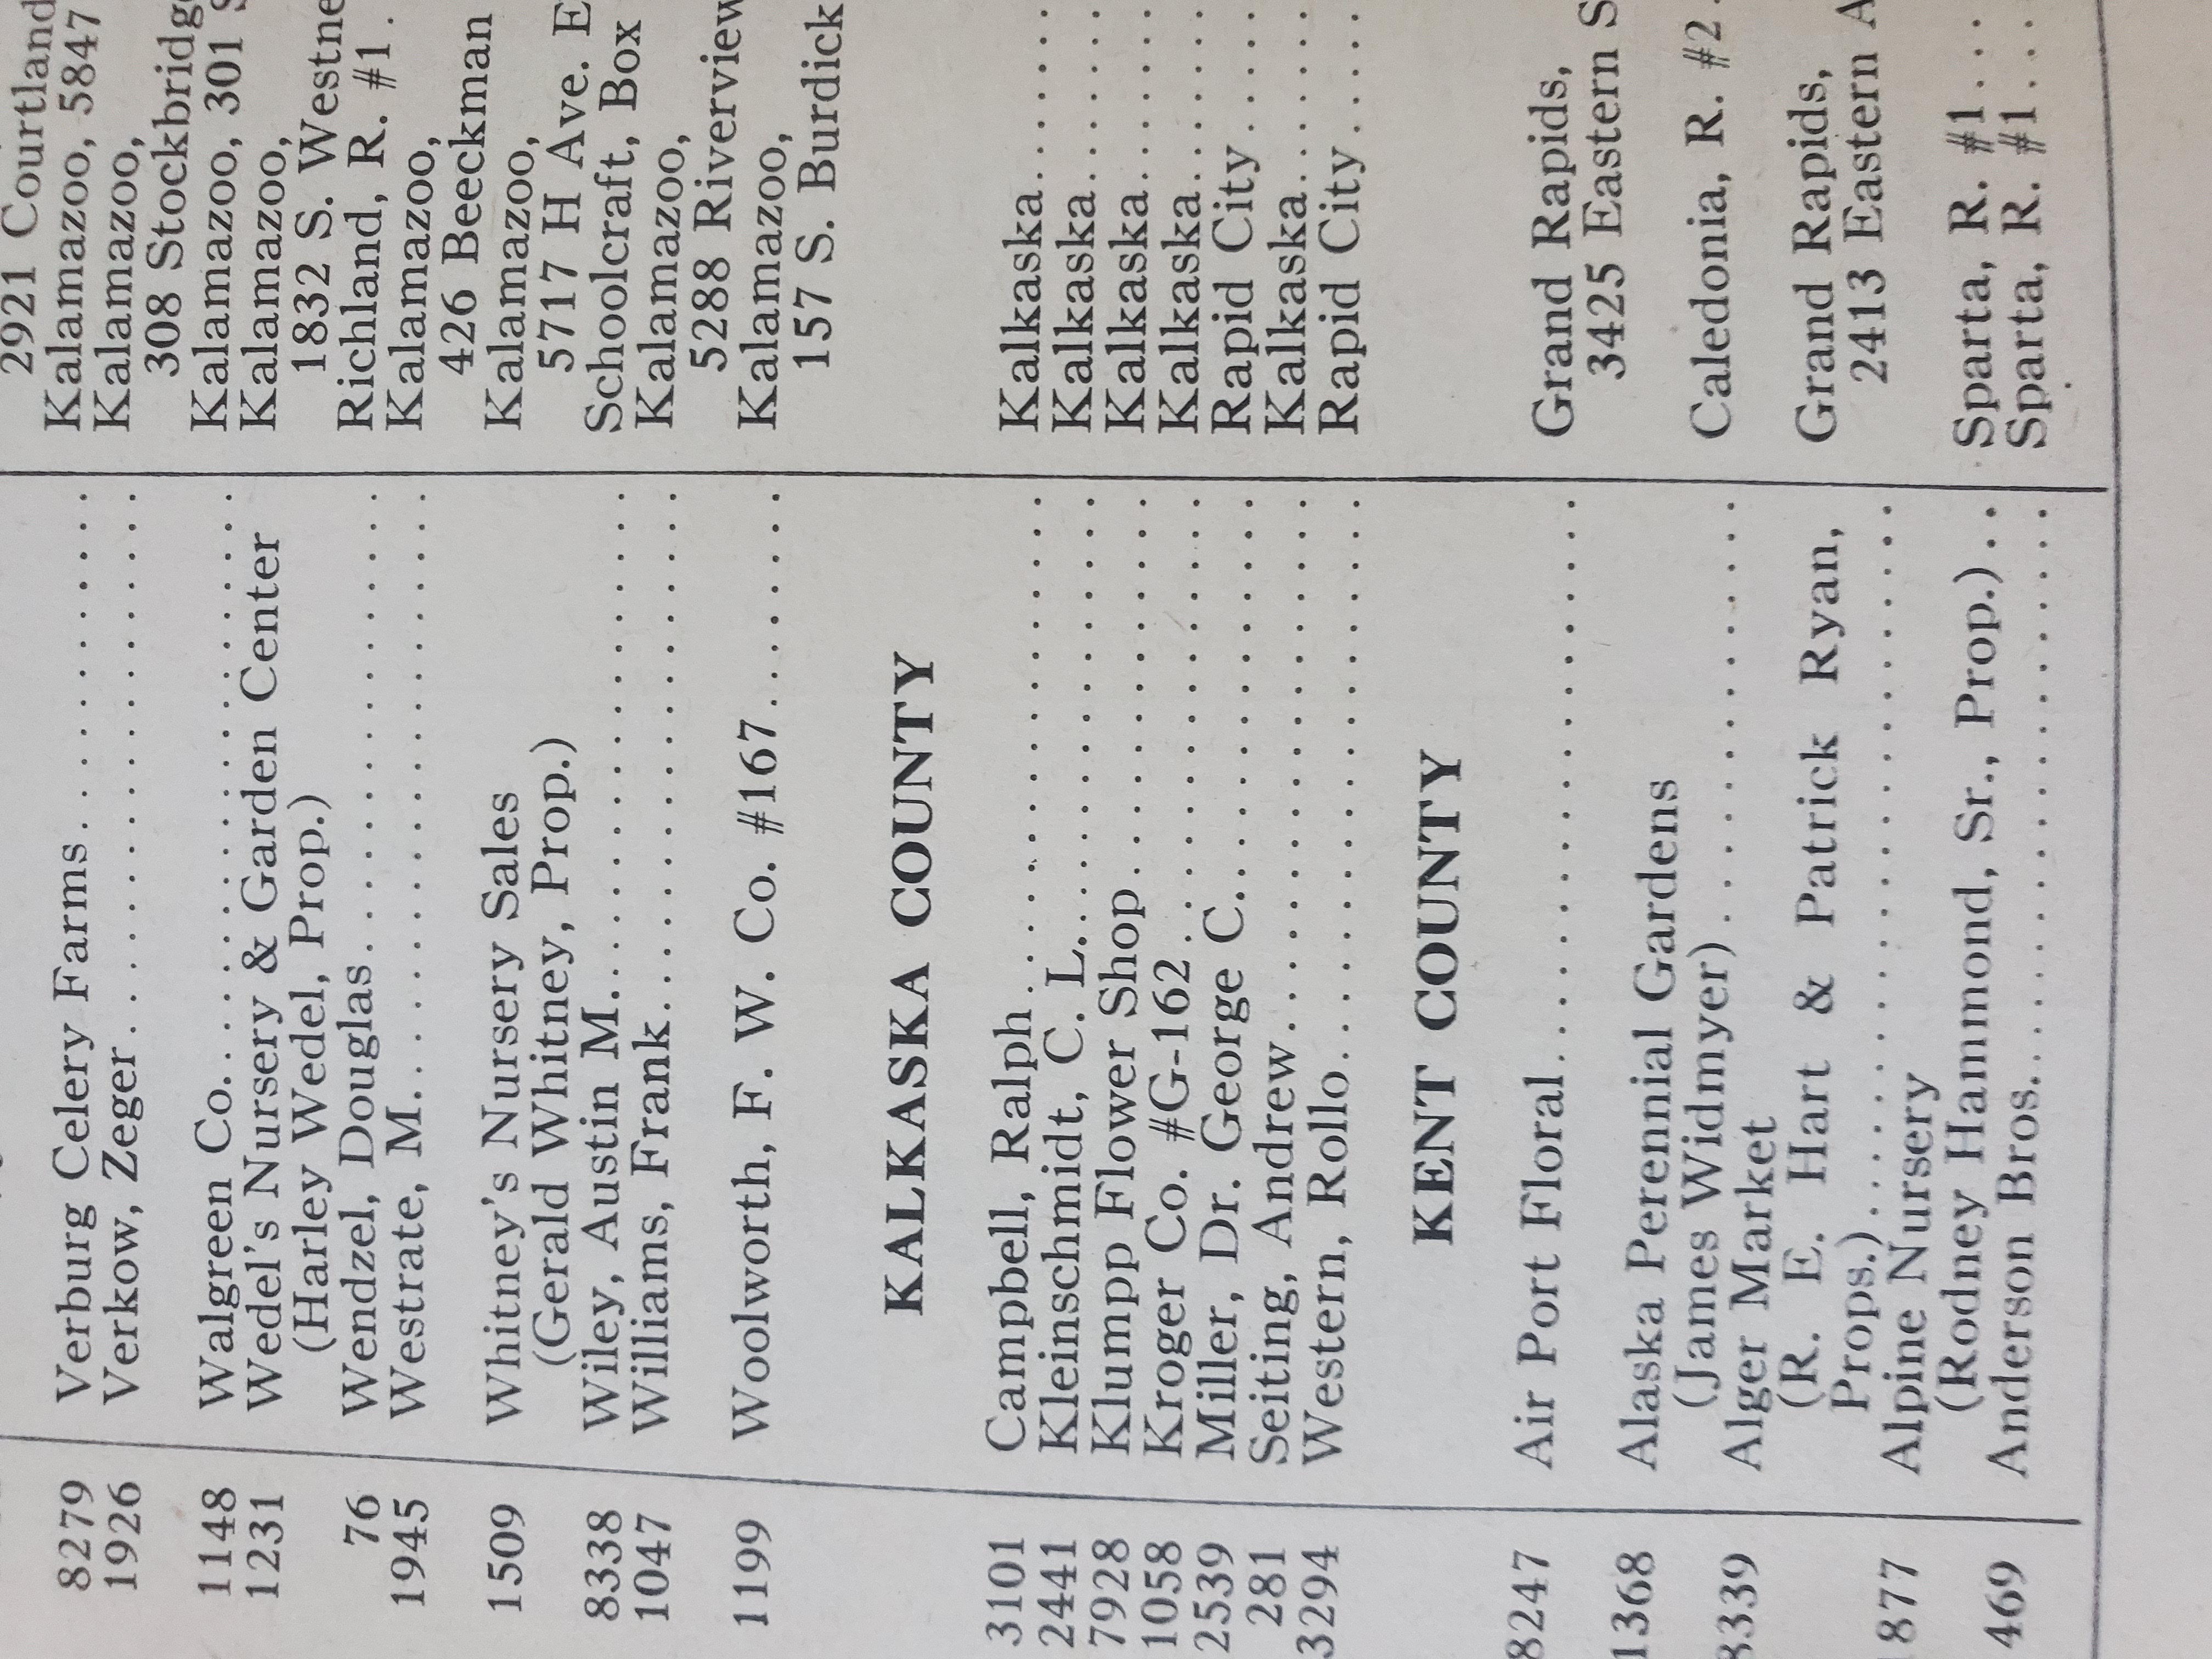 2921 Courtland
8279 Verburg Celery Farms.................. Kalamazoo, 5847
1926 Verkow, Zeger.................. Kalamazoo,
308 Stockbridge
1148 Walgreen Co.................. Kalamazoo, 301 S
1231 Wedel's Nursery & Garden Center Kalamazoo,
(Harley Wedel, Prop.) 1832 S. Westne
76 Wendzel, Douglas.................. Richland, R. #1 .
1945 Westrate, M.................. Kalamazoo,
426 Beeckman
1509 Whitney's Nursery Sales Kalamazoo,
(Gerald Whitney, Prop.) 5717 H Ave. E
8338 Wiley, Austin M.................. Schoolcraft, Box
1047 Williams, Frank.................. Kalamazoo,
5288 Riverview
1199 Woolworth, F. W. Co. #167........ Kalamazoo,
157 S. Burdick
KALKASKA COUNTY
3101 Campbell, Ralph.................. Kalkaska......
2441 Kleinschmidt, C. L.................. Kalkaska......
7928 Klumpp Flower Shop............... Kalkaska......
1058 Kroger Co. #G-162................ Kalkaska......
2539 Miller, Dr. George C............. Rapid City.....
281 Seiting, Andrew.................. Kalkaska......
3294 Western, Rollo.................. Rapid City.....
KENT COUNTY
8247 Air Port Floral.................. Grand Rapids,
3425 Eastern S
1368 Alaska Perennial Gardens
(James Widmyer).............. Caledonia, R. #2 .
8339 Alger Market
(R. E. Hart & Patrick Ryan, Grand Rapids,
Props.).................. 2413 Eastern A
877 Alpine Nursery
(Rodney Hammond, Sr., Prop.)... Sparta, R. #1...
469 Anderson Bros.................. Sparta, R. #1...